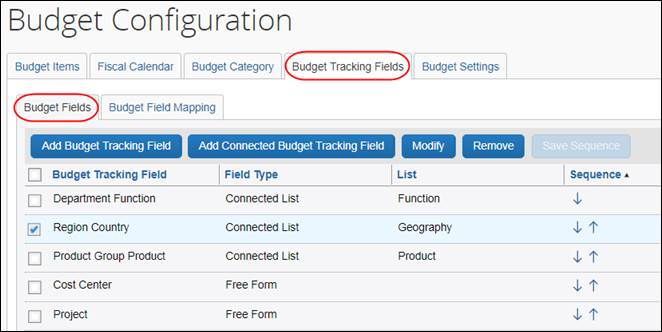 Budget Configuration
Budget Items Fiscal Calendar Budget Category Budget Tracking Fields Budget Settings
Budget Fields Budget Field Mapping
Add Budget Tracking Field Add Connected Budget Tracking Field Modify Remove Save Sequence
Budget Tracking Field Field Type List Sequence
Department Function Connected List Function
Region Country Connected List Geography
Product Group Product Connected List Product
Cost Center Free Form
Project Free Form